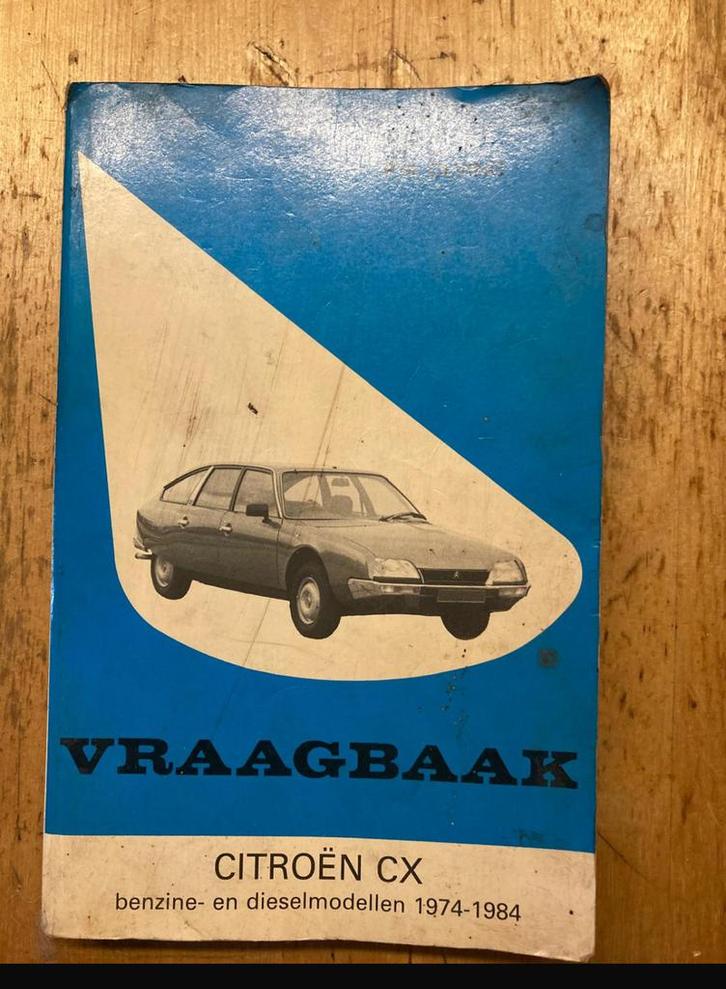 VRAAGBAAK
CITROËN CX
benzine- en dieselmodellen 1974-1984